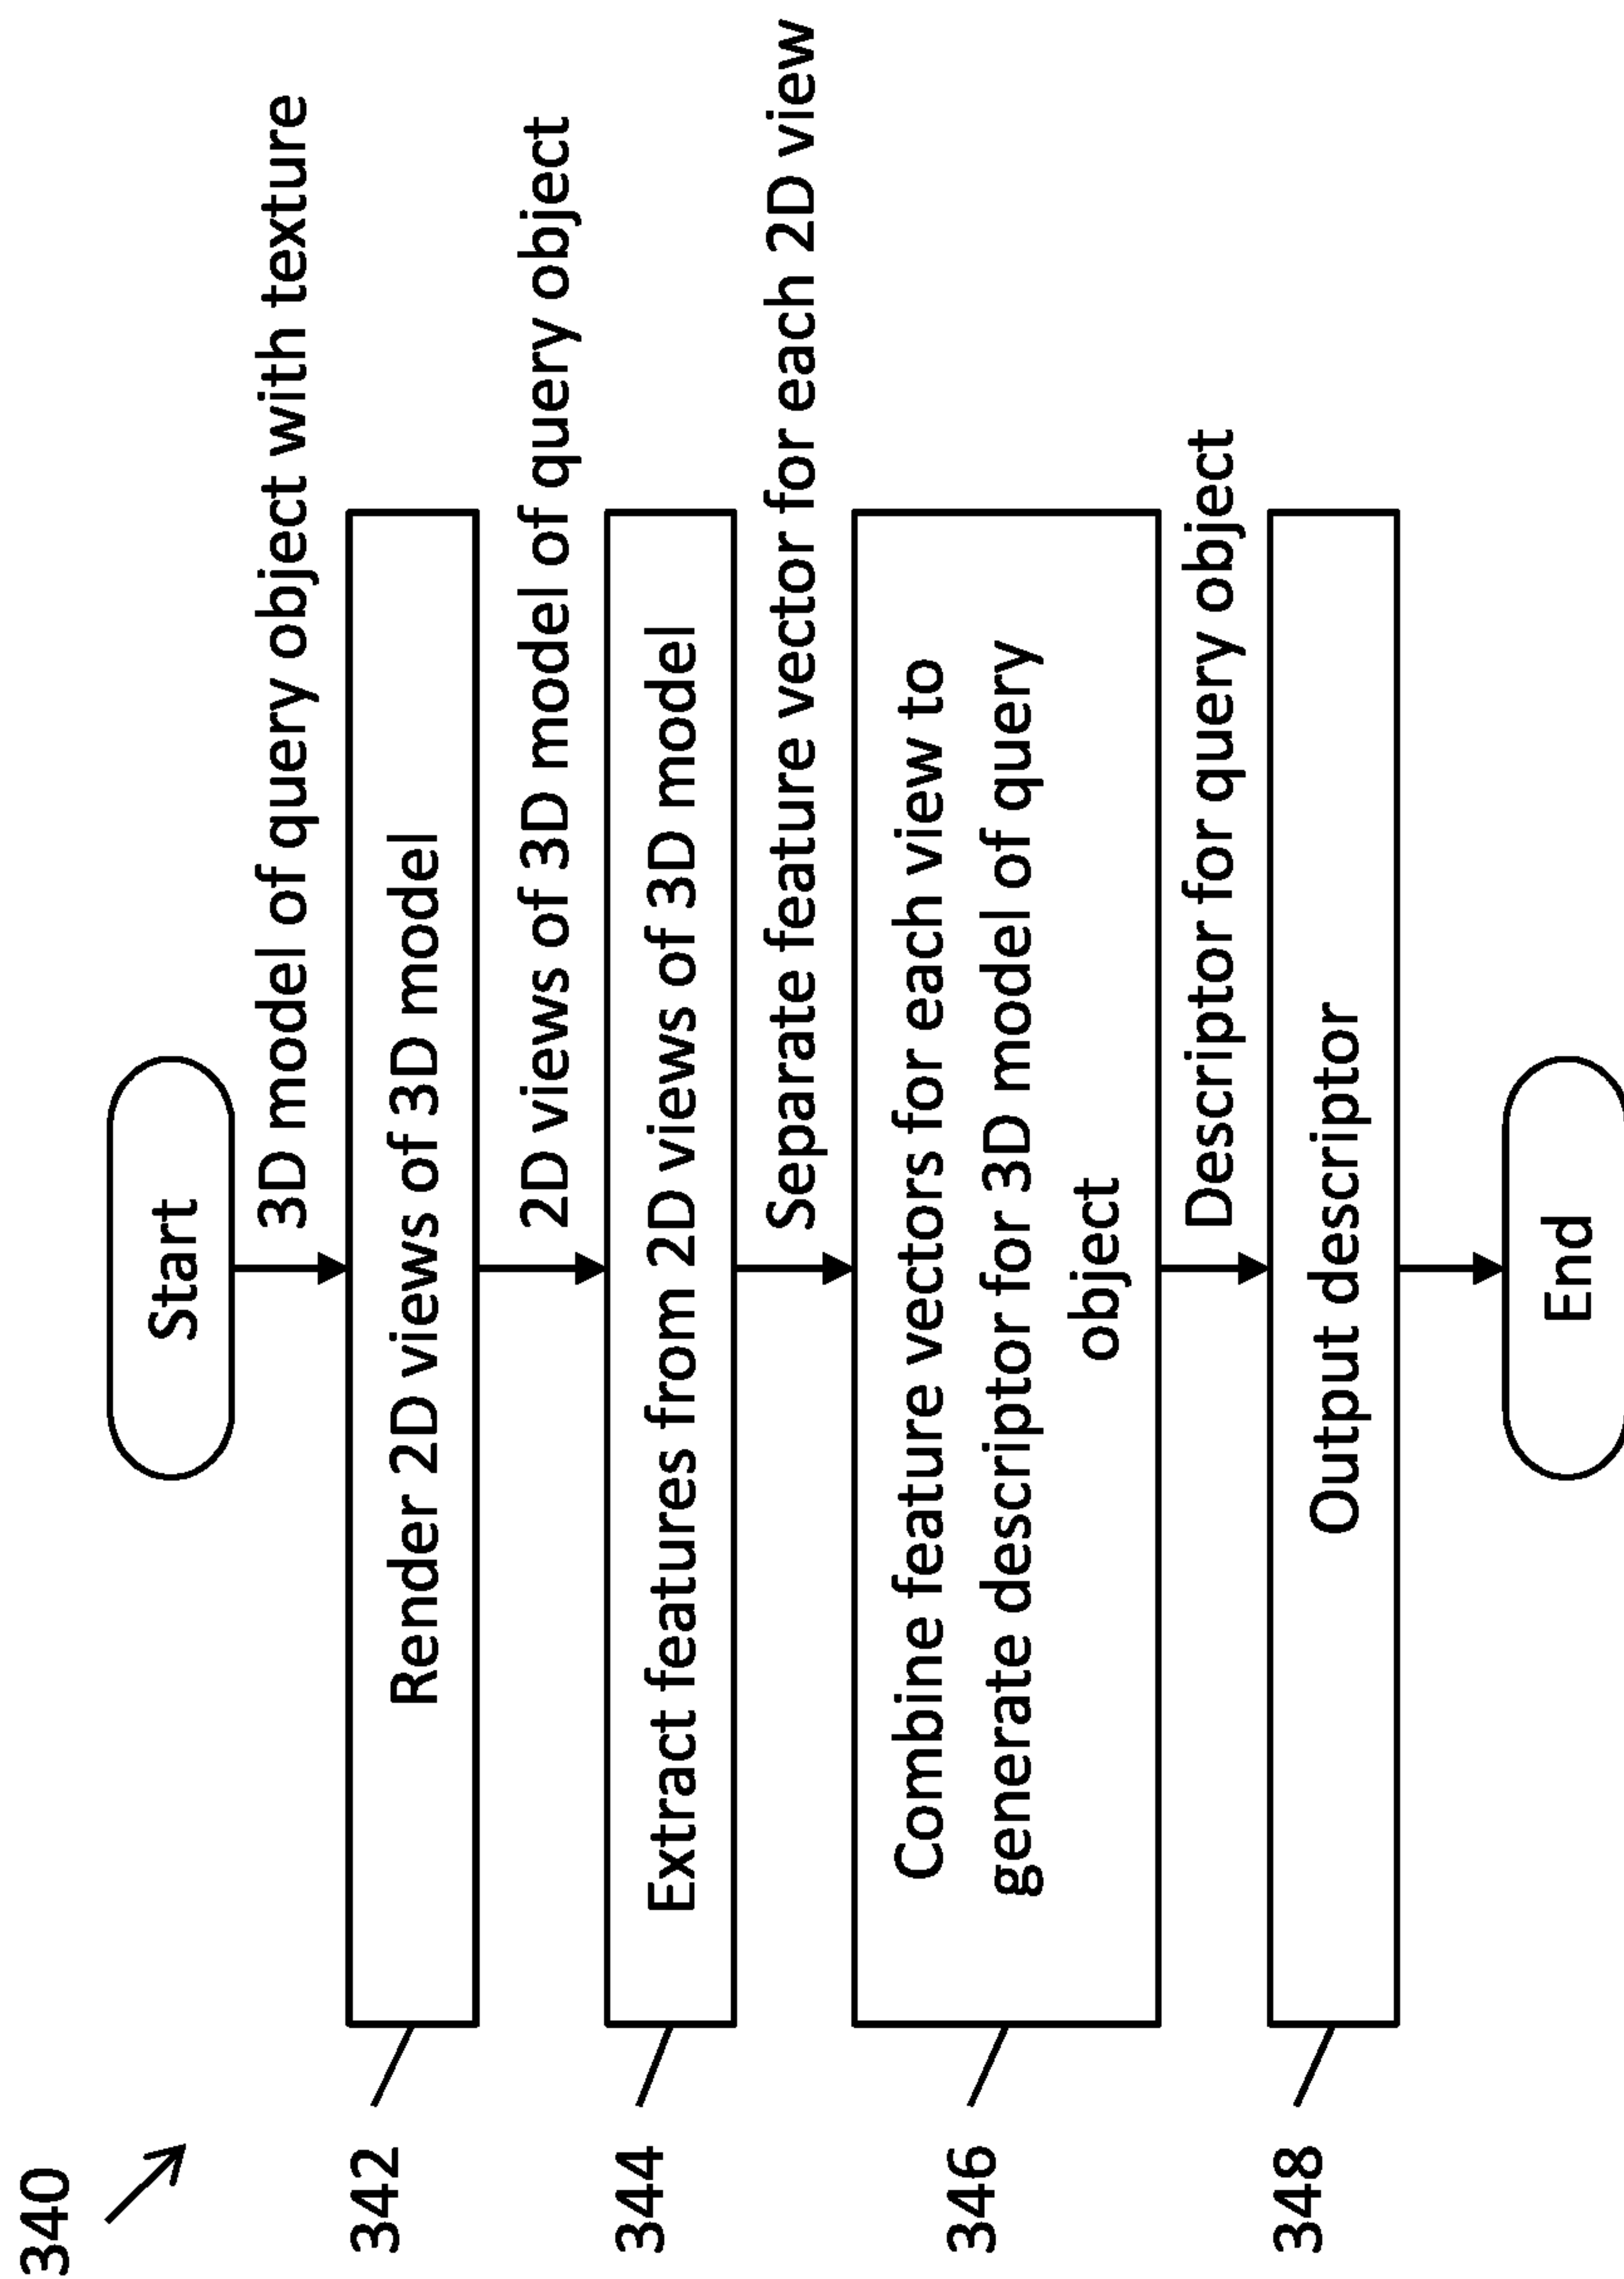 340
Start
3D model of query object with texture
342
Render 2D views of 3D model
2D views of 3D model of query object
344
Extract features from 2D views of 3D model
Separate feature vector for each 2D view
346
Combine feature vectors for each view to
generate descriptor for 3D model of query
object
Descriptor for query object
348
Output descriptor
End